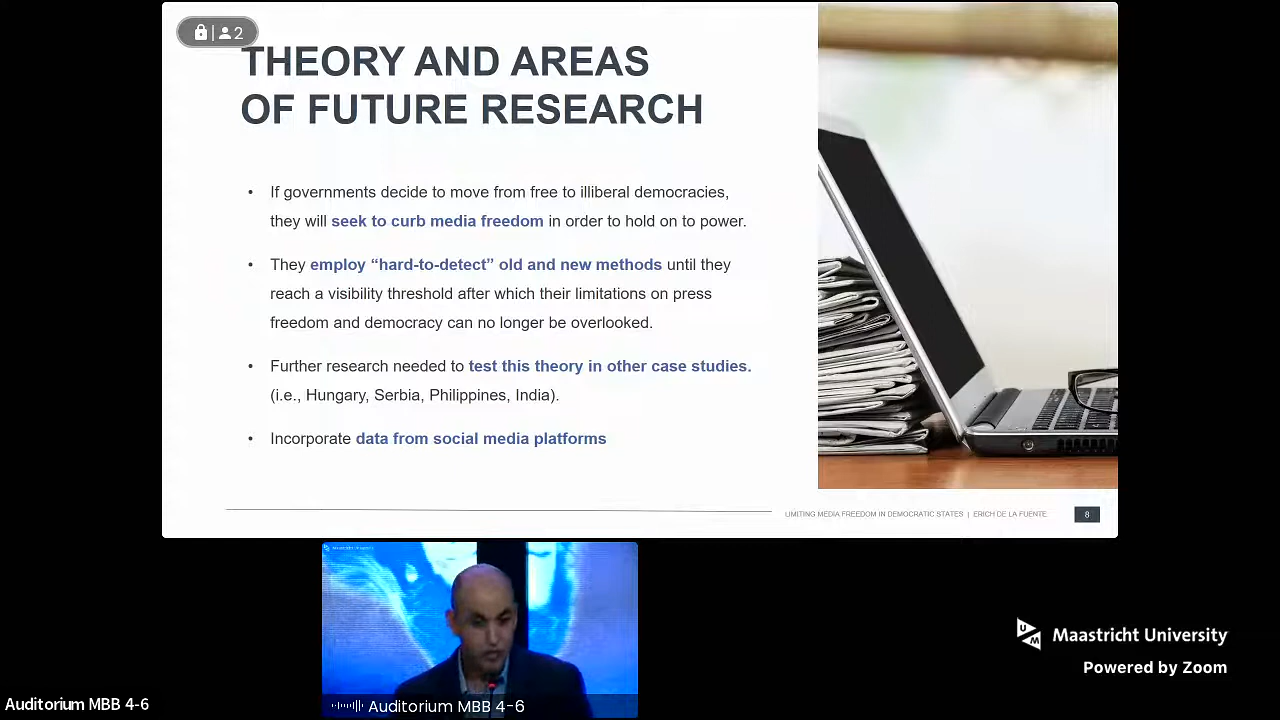 2
THEORY AND AREAS
OF FUTURE RESEARCH
• If governments decide to move from free to illiberal democracies,
they will seek to curb media freedom in order to hold on to power.
• They employ “hard-to-detect” old and new methods until they
reach a visibility threshold after which their limitations on press
freedom and democracy can no longer be overlooked.
• Further research needed to test this theory in other case studies.
(i.e., Hungary, Serbia, Philippines, India).
• Incorporate data from social media platforms
LIMITING MEDIA FREEDOM IN DEMOCRATIC STATES | ERICH DE LA FUENTE
8
Maastricht University
Auditorium MBB 4-6
UM
Maastricht University
Powered by Zoom
Auditorium MBB 4-6